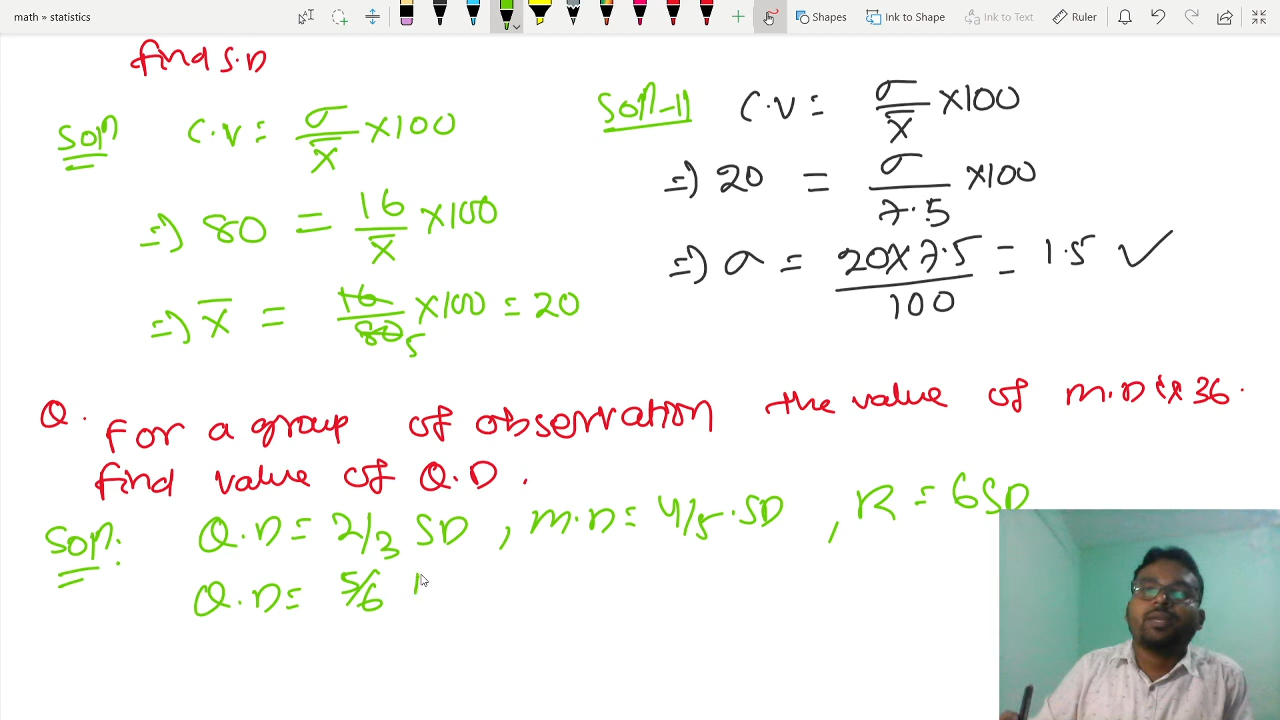 math » statistics
Shapes Ink to Shape Ink to Text Ruler
find S.D
Soln C.V = σ/x̄ ×100
=> 80 = 16/x̄ ×100
=> x̄ = 16/80 5 ×100 = 20
Soln-11 C.V = σ/x̄ ×100
=> 20 = σ/7.5 ×100
=> σ = 20×7.5/100 = 1.5 ✓
Q. For a group of observation the value of M.D is 36.
find value of Q.D.
Soln: Q.D = 2/3 SD, M.D = 4/5.SD, R = 6SD
Q.D = 5/6